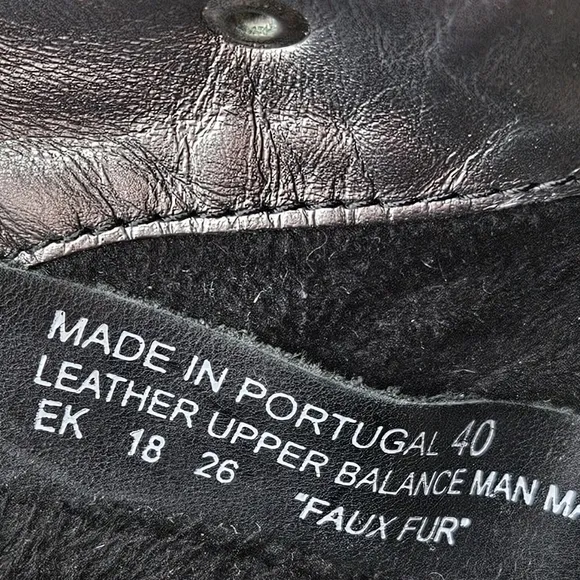 MADE IN PORTUGAL 40
LEATHER UPPER BALANCE MAN MA
EK 18 26
"FAUX FUR"